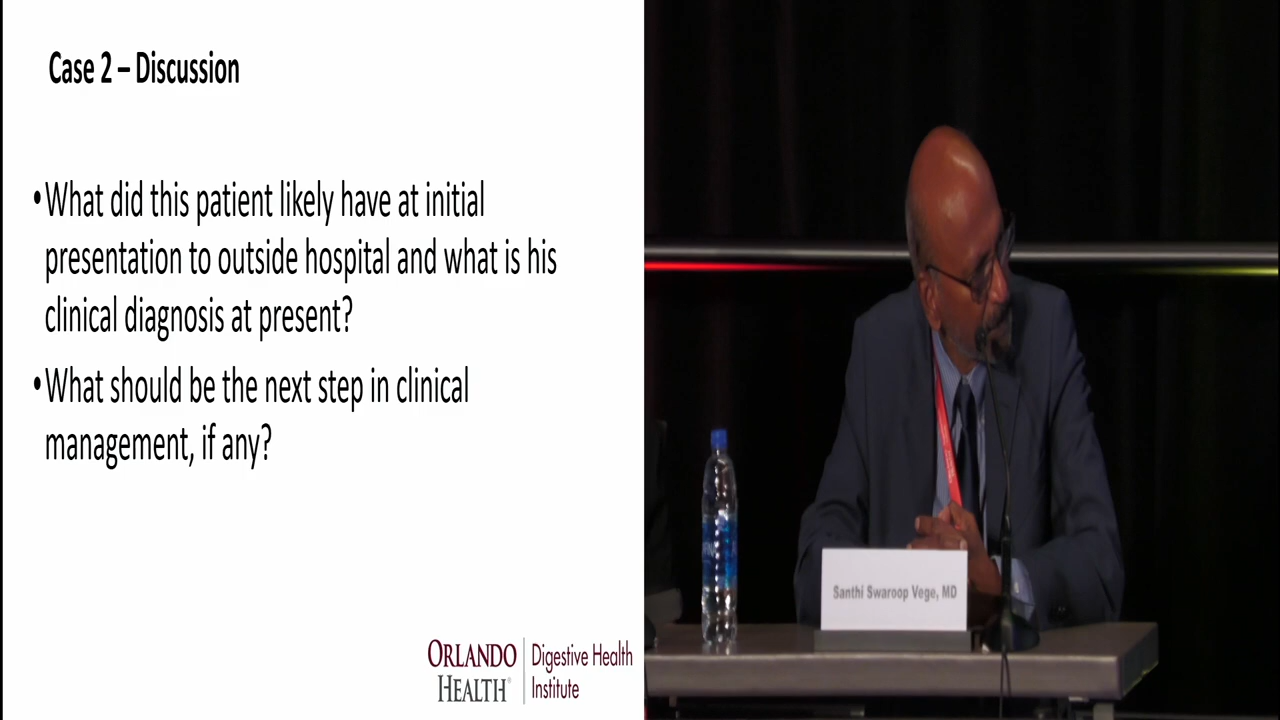 Case 2 – Discussion
•What did this patient likely have at initial
presentation to outside hospital and what is his
clinical diagnosis at present?
•What should be the next step in clinical
management, if any?
ORLANDO
HEALTH®
Digestive Health
Institute
Santhi Swaroop Vege, MD